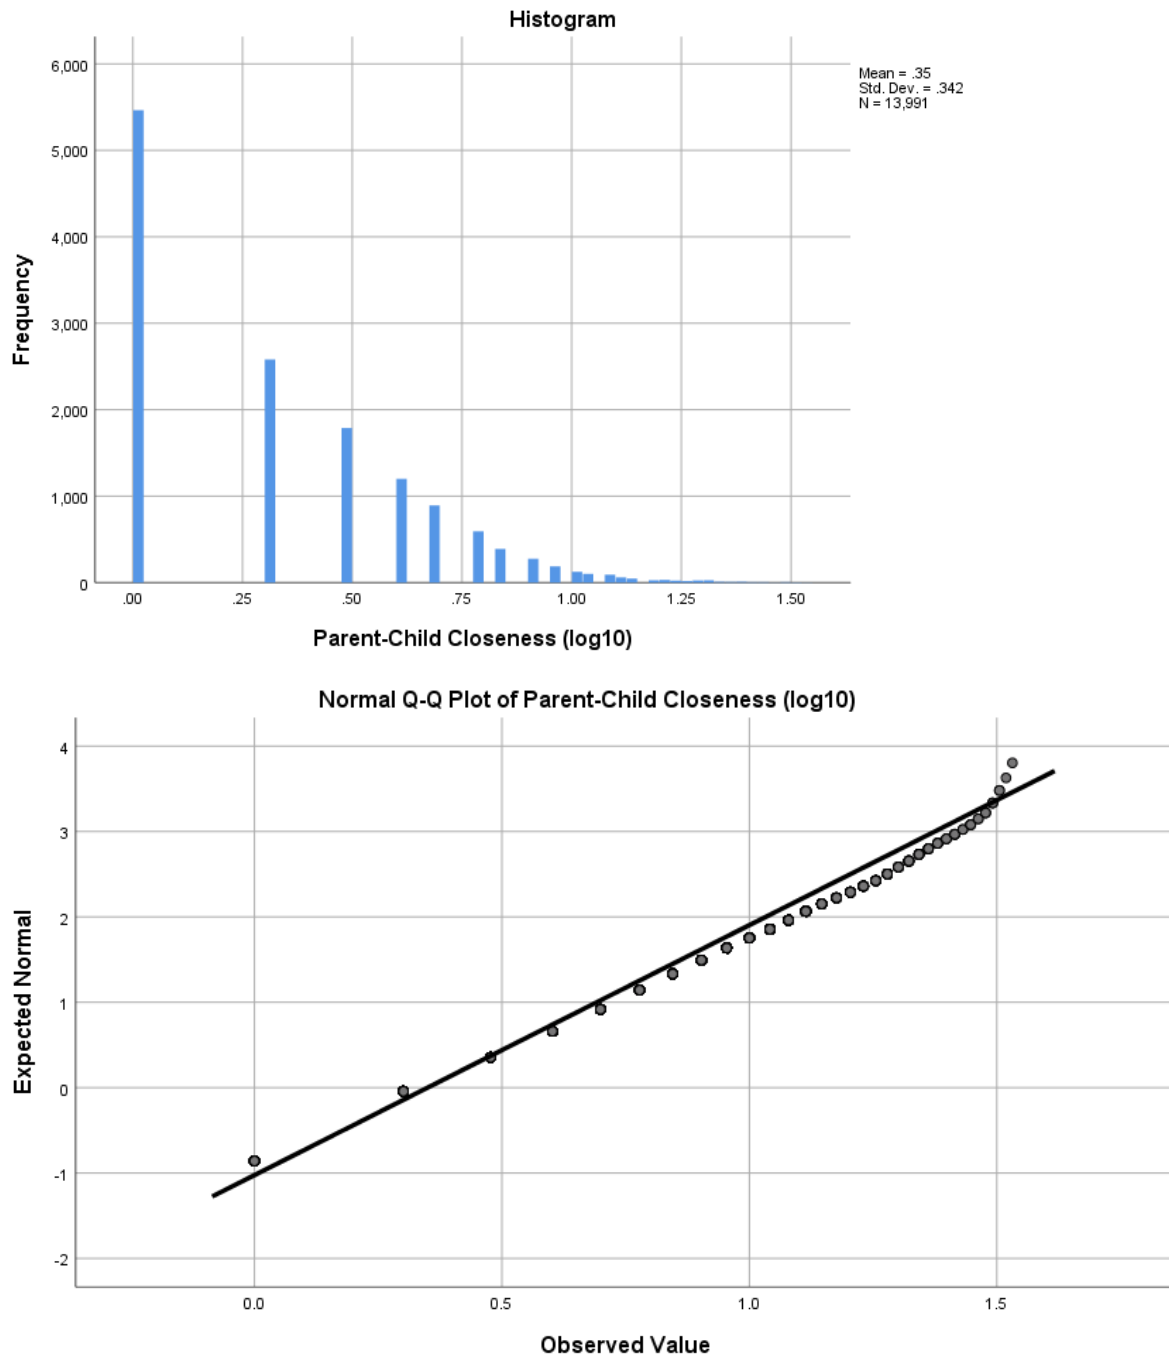 Histogram
6,000
5,000
4,000
3,000
2,000
1,000
0
Frequency
.00 .25 .50 .75 1.00 1.25 1.50
Parent-Child Closeness (log10)
Mean = .35
Std. Dev. = .342
N = 13,991
Normal Q-Q Plot of Parent-Child Closeness (log10)
4
3
2
1
0
-1
-2
Expected Normal
0.0 0.5 1.0 1.5
Observed Value